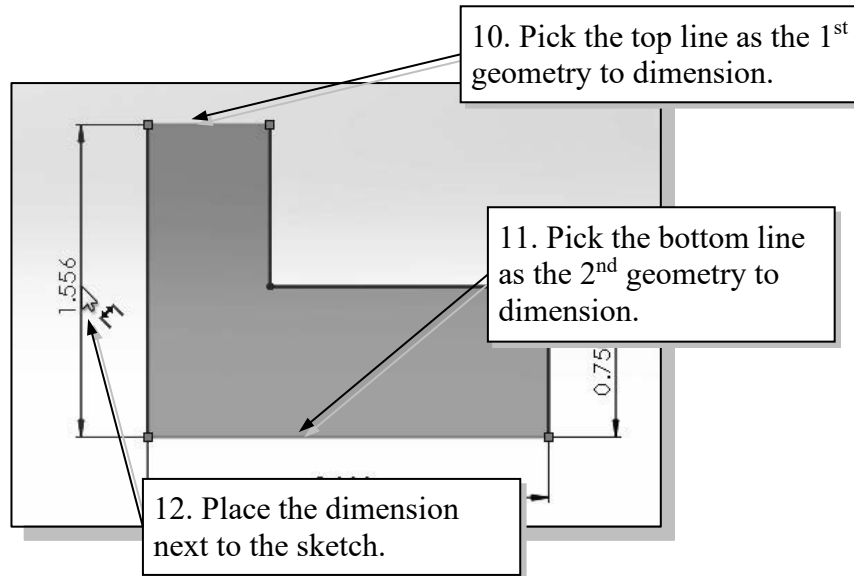 10. Pick the top line as the 1st
geometry to dimension.
11. Pick the bottom line
as the 2nd geometry to
dimension.
1.556
0.75
12. Place the dimension
next to the sketch.